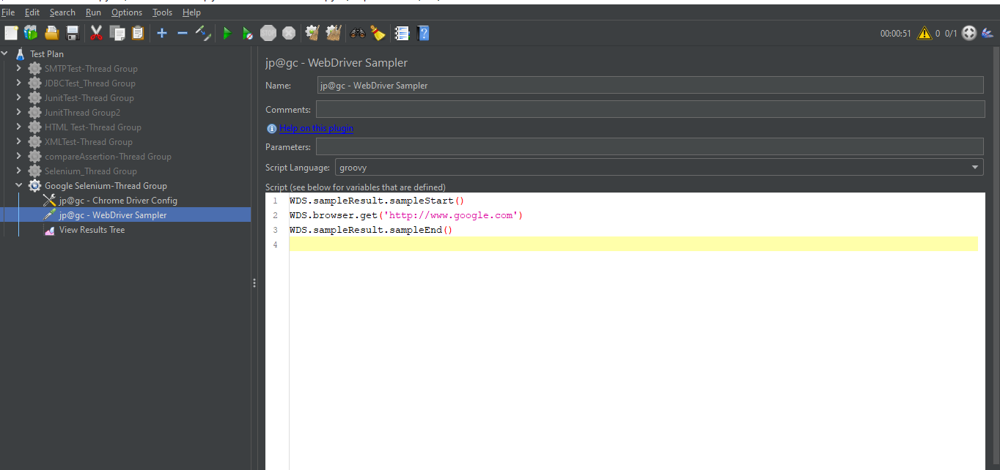 File Edit Search Run Options Tools Help
00:00:51 0 0/1
Test Plan
SMTPTest-Thread Group
JDBCTest_Thread Group
JunitTest-Thread Group
JunitThread Group2
HTML Test-Thread Group
XMLTest-Thread Group
compareAssertion-Thread Group
Selenium_Thread Group
Google Selenium-Thread Group
jp@gc - Chrome Driver Config
jp@gc - WebDriver Sampler
View Results Tree
jp@gc - WebDriver Sampler
Name: jp@gc - WebDriver Sampler
Comments:
Help on this plugin
Parameters:
Script Language: groovy
Script (see below for variables that are defined)
1 WDS.sampleResult.sampleStart()
2 WDS.browser.get('http://www.google.com')
3 WDS.sampleResult.sampleEnd()
4